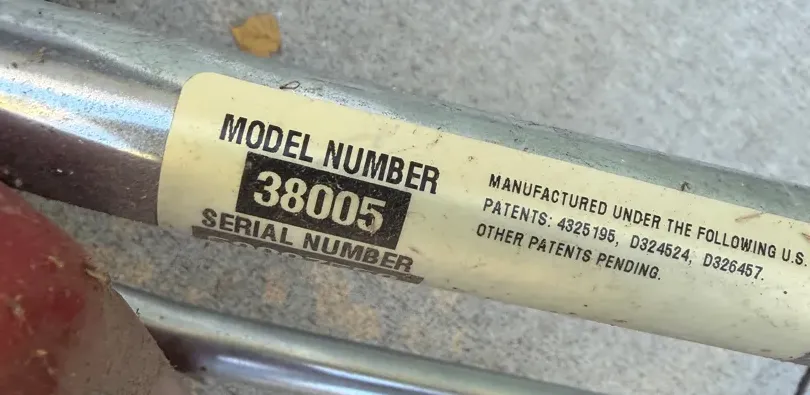 MODEL NUMBER
38005
SERIAL NUMBER
MANUFACTURED UNDER THE FOLLOWING U.S.
PATENTS: 4325195, D324524, D326457.
OTHER PATENTS PENDING.